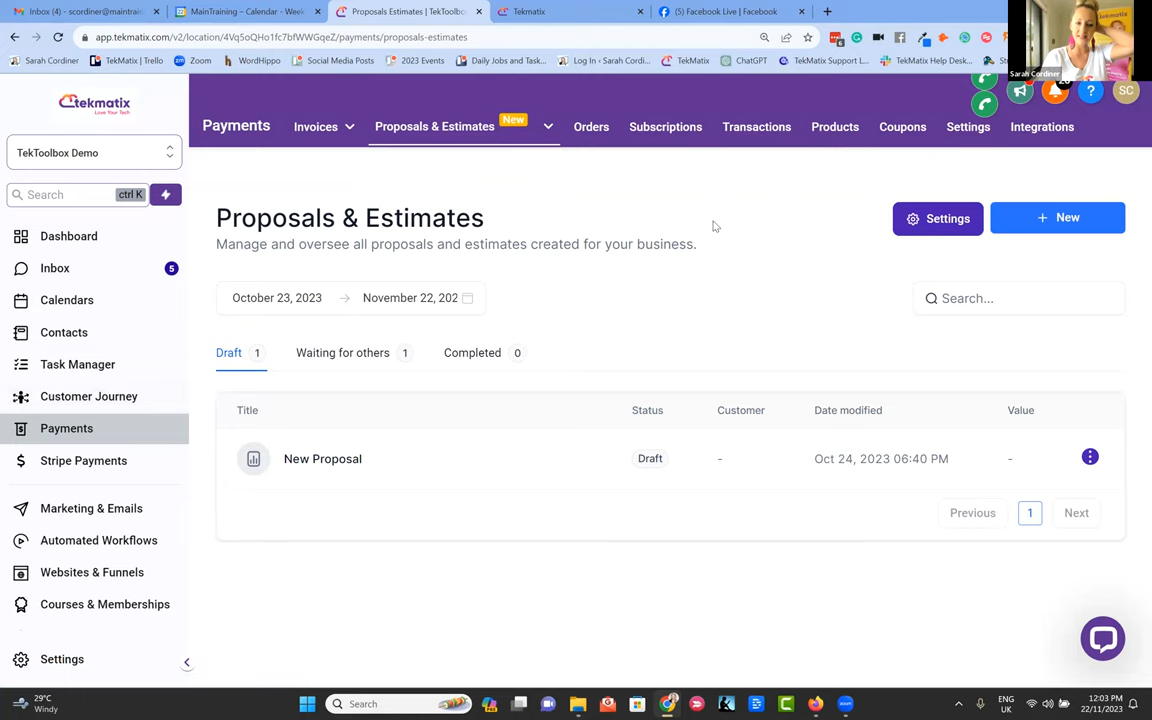 Inbox (4) - scordiner@maintrain
MainTraining - Calendar - Week
Proposals Estimates | TekToolbo
Tekmatix
(5) Facebook Live | Facebook
app.tekmatix.com/v2/location/4Vq5oQHo1fc7bfWWGqeZ/payments/proposals-estimates
Sarah Cordiner
TekMatix | Trello
Zoom
WordHippo
Social Media Posts
2023 Events
Daily Jobs and Task...
Log In ‹ Sarah Cordi...
TekMatix
ChatGPT
TekMatix Support L...
TekMatix Help Desk...
Sarah Cordiner
tekmatix
Love Your Tech
Payments
Invoices
Proposals & Estimates
New
Orders
Subscriptions
Transactions
Products
Coupons
Settings
Integrations
SC
TekToolbox Demo
Search
ctrl K
Dashboard
Inbox
5
Calendars
Contacts
Task Manager
Customer Journey
Payments
Stripe Payments
Marketing & Emails
Automated Workflows
Websites & Funnels
Courses & Memberships
Settings
Proposals & Estimates
Manage and oversee all proposals and estimates created for your business.
Settings
+ New
October 23, 2023 → November 22, 202
Search...
Draft 1
Waiting for others 1
Completed 0
Title Status Customer Date modified Value
New Proposal Draft - Oct 24, 2023 06:40 PM -
Previous 1 Next
29°C
Windy
Search
ENG
UK
12:03 PM
22/11/2023